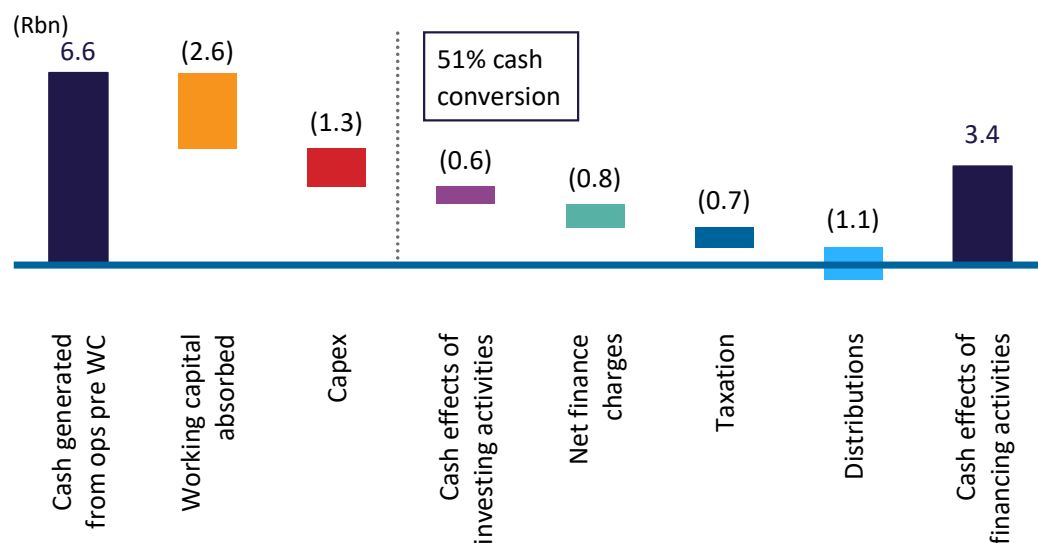 (Rbn)
6.6
(2.6)
(1.3)
51% cash
conversion
(0.6)
(0.8)
(0.7)
(1.1)
3.4
Cash generated
from ops pre WC
Working capital
absorbed
Capex
Cash effects of
investing activities
Net finance
charges
Taxation
Distributions
Cash effects of
financing activities